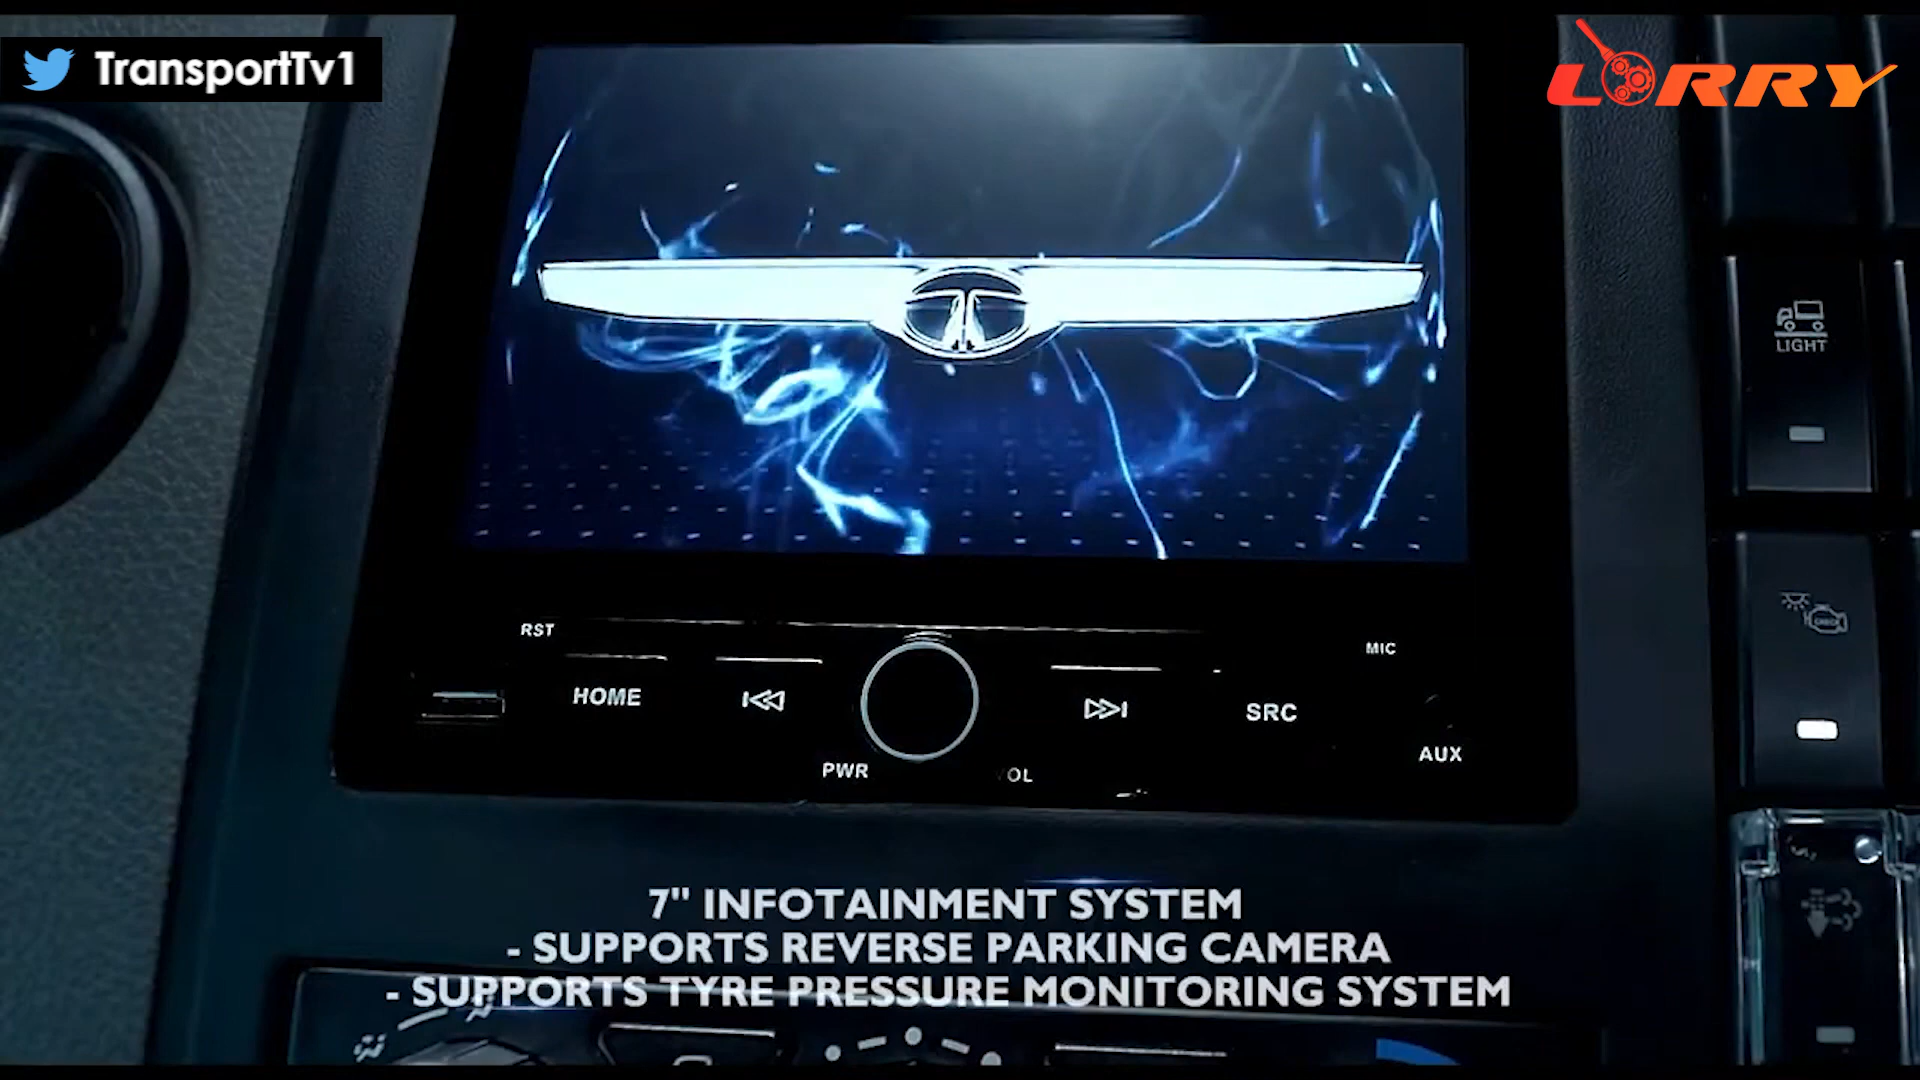 TransportTv1
LORRY
LIGHT
RST
MIC
HOME
SRC
AUX
PWR
OL
CHECK
7" INFOTAINMENT SYSTEM
- SUPPORTS REVERSE PARKING CAMERA
- SUPPORTS TYRE PRESSURE MONITORING SYSTEM